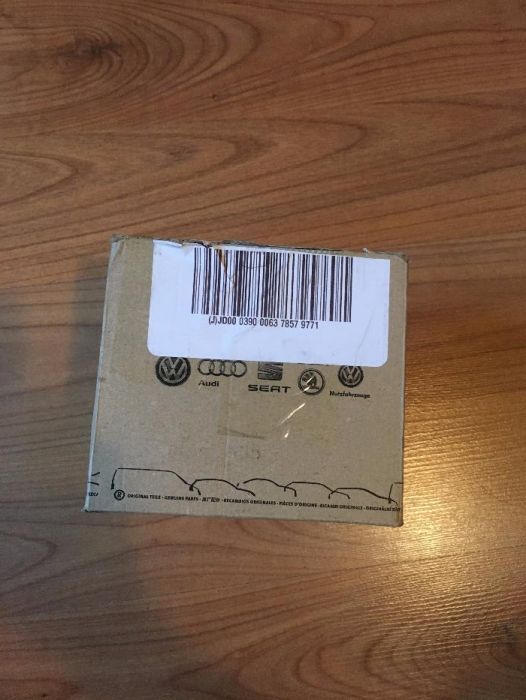 (J)JD00 0390 0063 7857 9771
Audi SEAT Nutzfahrzeuge
® ORIGINAL TEILE • GENUINE PARTS • • RECAMBIOS ORIGINALES • PIÈCES D'ORIGINE • RICAMBI ORIGINALI •